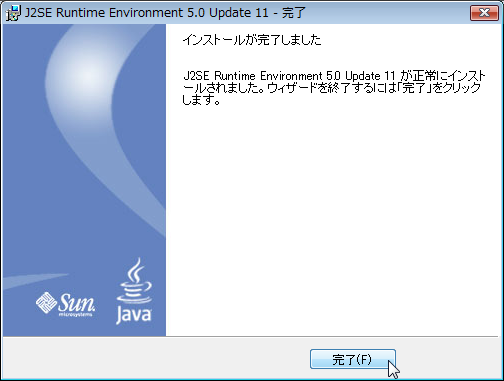 J2SE Runtime Environment 5.0 Update 11 - 完了
インストールが完了しました
J2SE Runtime Environment 5.0 Update 11 が正常にインスト
ールされました。ウィザードを終了するには「完了」をクリック
します。
Sun
microsystems
Java
完了(F)